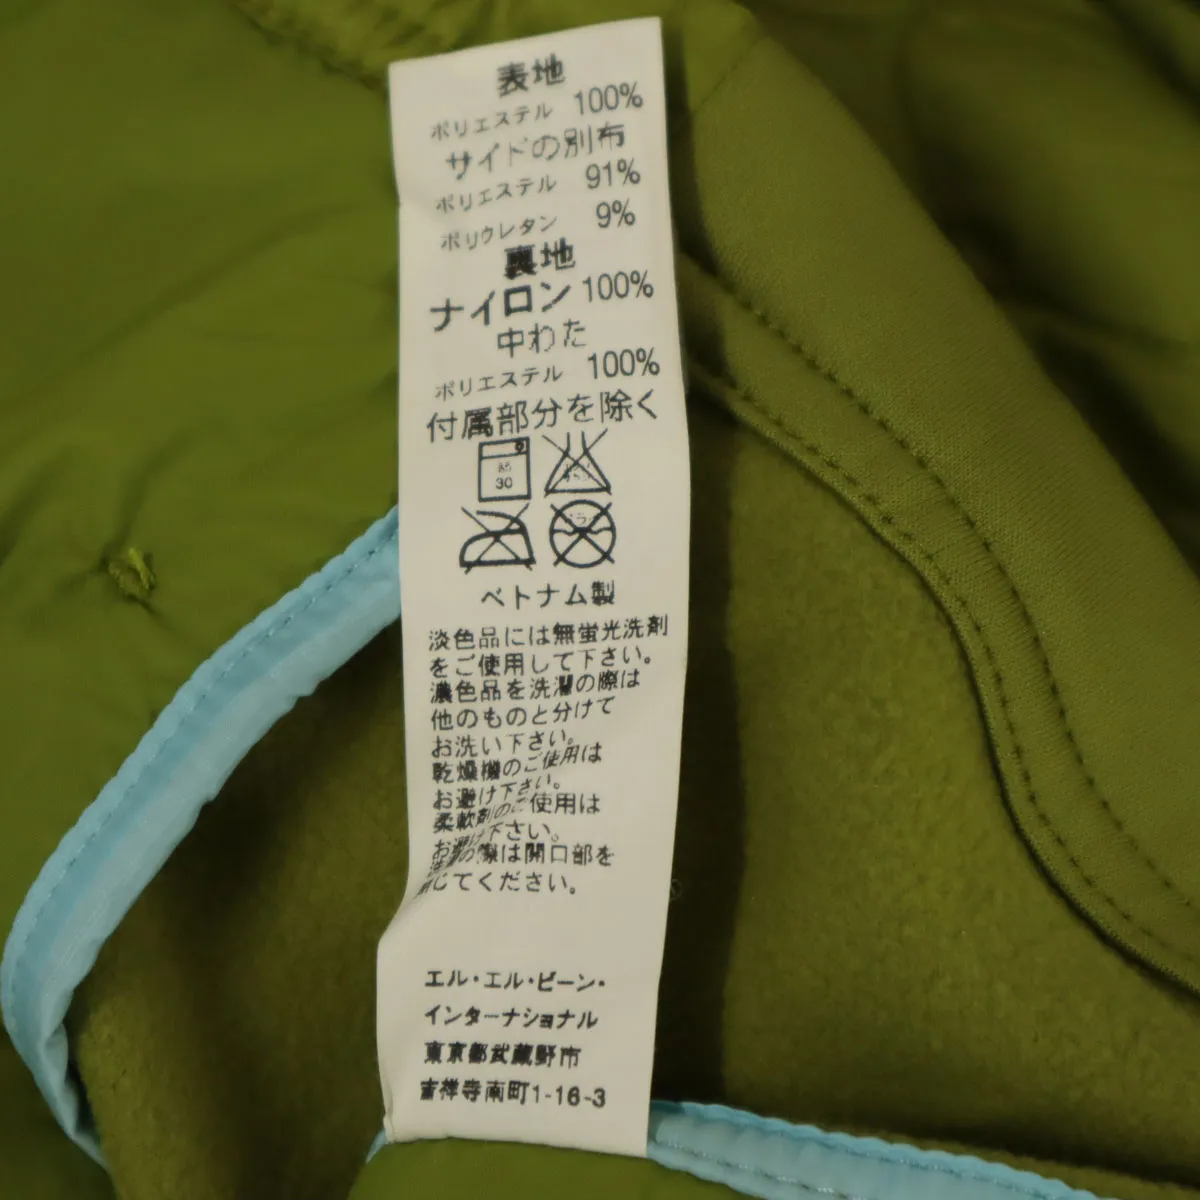 表地
ポリエステル 100%
サイドの別布
ポリエステル 91%
ポリウレタン 9%
裏地
ナイロン 100%
中わた
ポリエステル 100%
付属部分を除く
30
ベトナム製
淡色品には無蛍光洗剤
をご使用して下さい。
濃色品を洗濯の際は
他のものと分けて
お洗い下さい。
乾燥機のご使用は
お避け下さい。
柔軟剤のご使用は
お避け下さい。
の際は開口部を
じてください。
エル・エル・ビーン・
インターナショナル
東京都武蔵野市
吉祥寺南町1-16-3